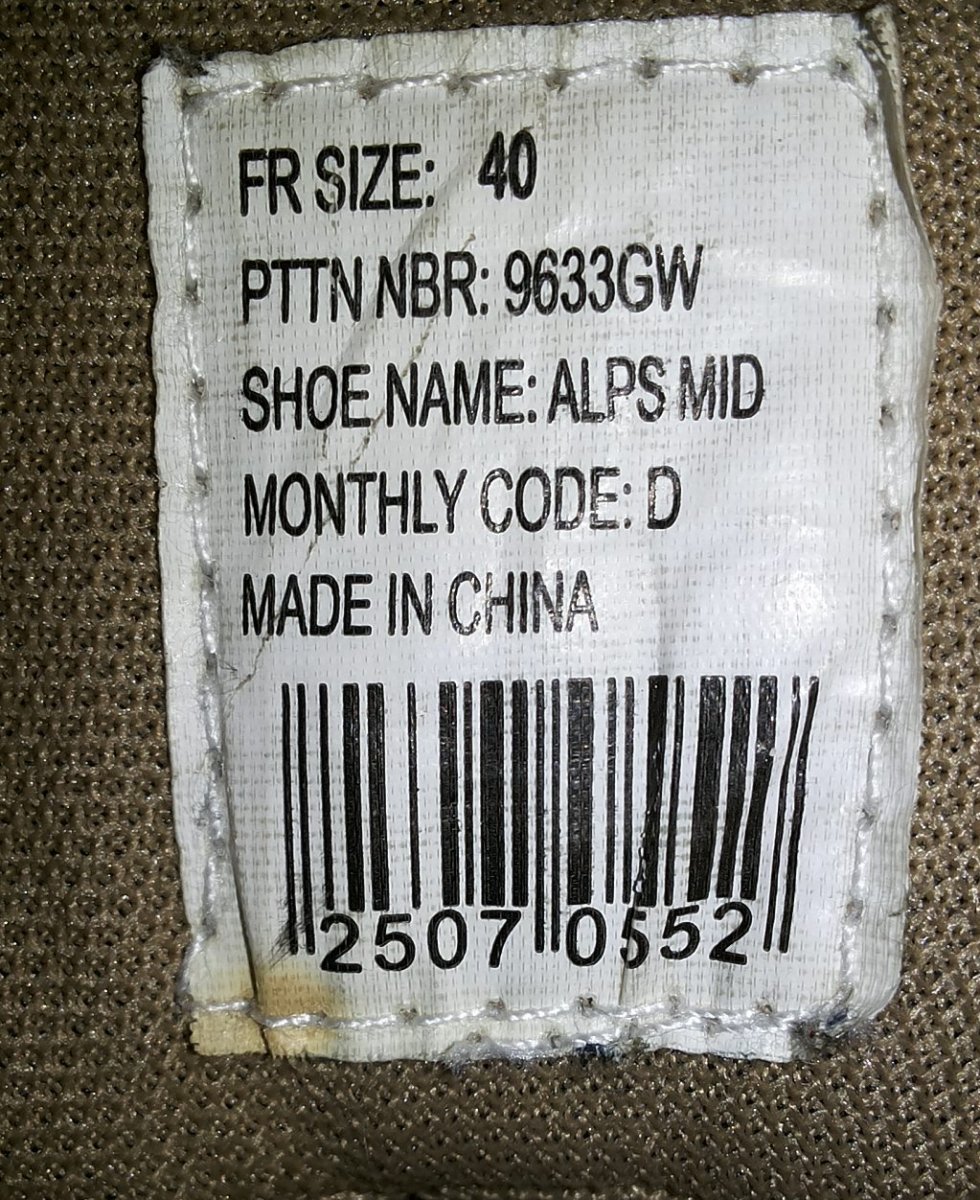 FR SIZE: 40
PTTN NBR: 9633GW
SHOE NAME: ALPS MID
MONTHLY CODE: D
MADE IN CHINA
2507 0552